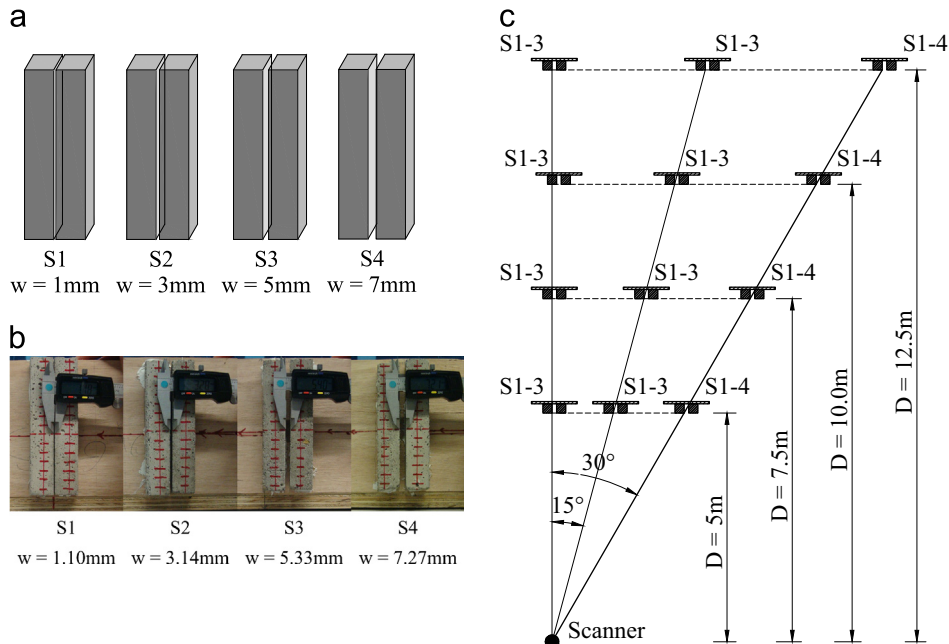 a
S1
w = 1mm
S2
w = 3mm
S3
w = 5mm
S4
w = 7mm
b
S1
w = 1.10mm
S2
w = 3.14mm
S3
w = 5.33mm
S4
w = 7.27mm
c
S1-3
S1-3
S1-4
S1-3
S1-3
S1-4
S1-3
S1-3
S1-4
S1-3
S1-3
S1-4
30°
15°
D = 5m
D = 7.5m
D = 10.0m
D = 12.5m
Scanner